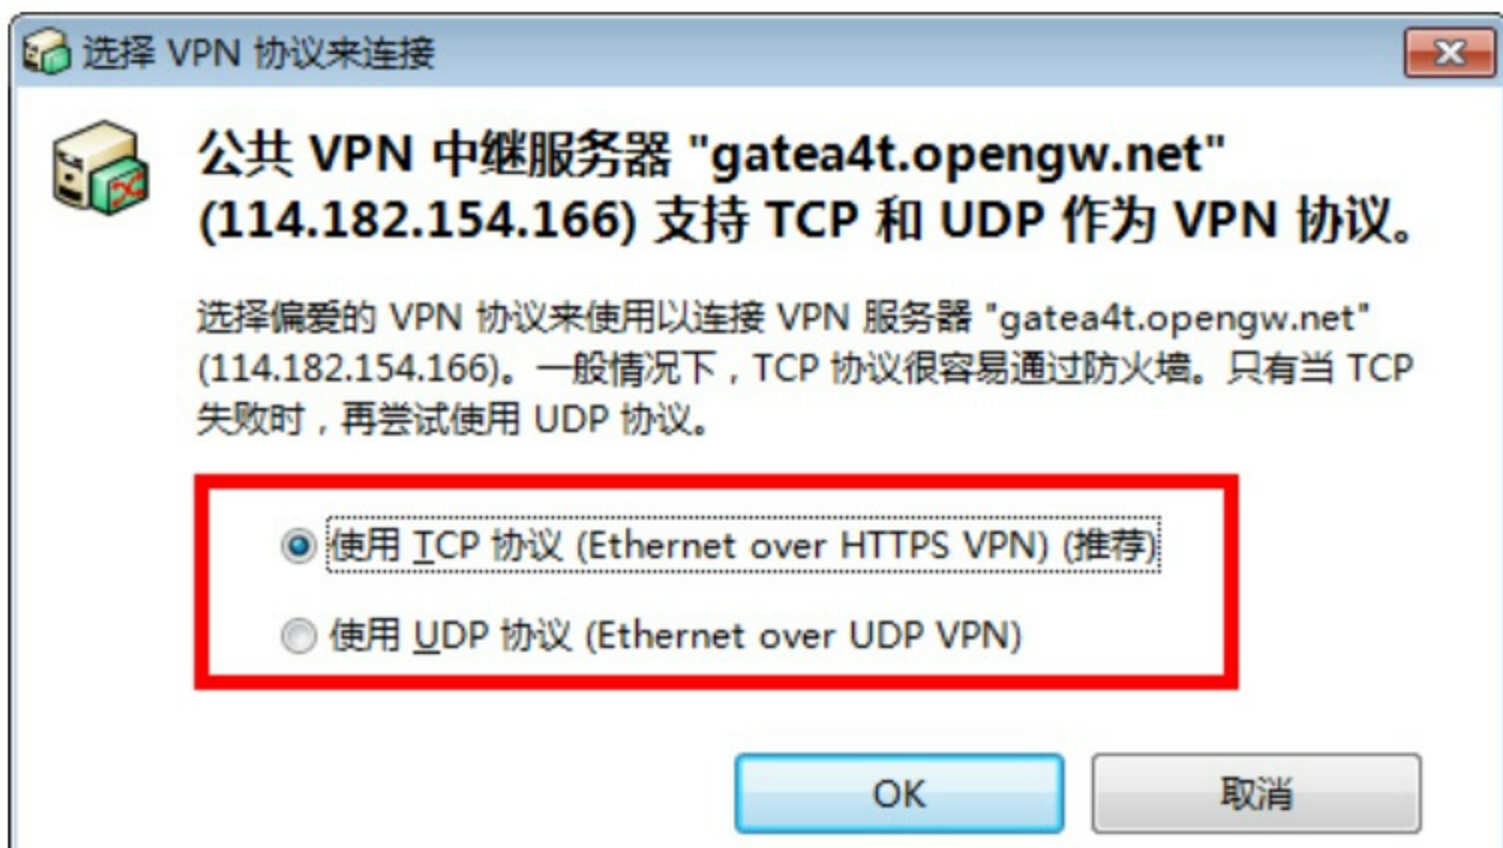 选择 VPN 协议来连接
公共 VPN 中继服务器 "gatea4t.opengw.net"
(114.182.154.166) 支持 TCP 和 UDP 作为 VPN 协议。
选择偏爱的 VPN 协议来使用以连接 VPN 服务器 "gatea4t.opengw.net"
(114.182.154.166)。一般情况下，TCP 协议很容易通过防火墙。只有当 TCP
失败时，再尝试使用 UDP 协议。
使用 TCP 协议 (Ethernet over HTTPS VPN) (推荐)
使用 UDP 协议 (Ethernet over UDP VPN)
OK
取消